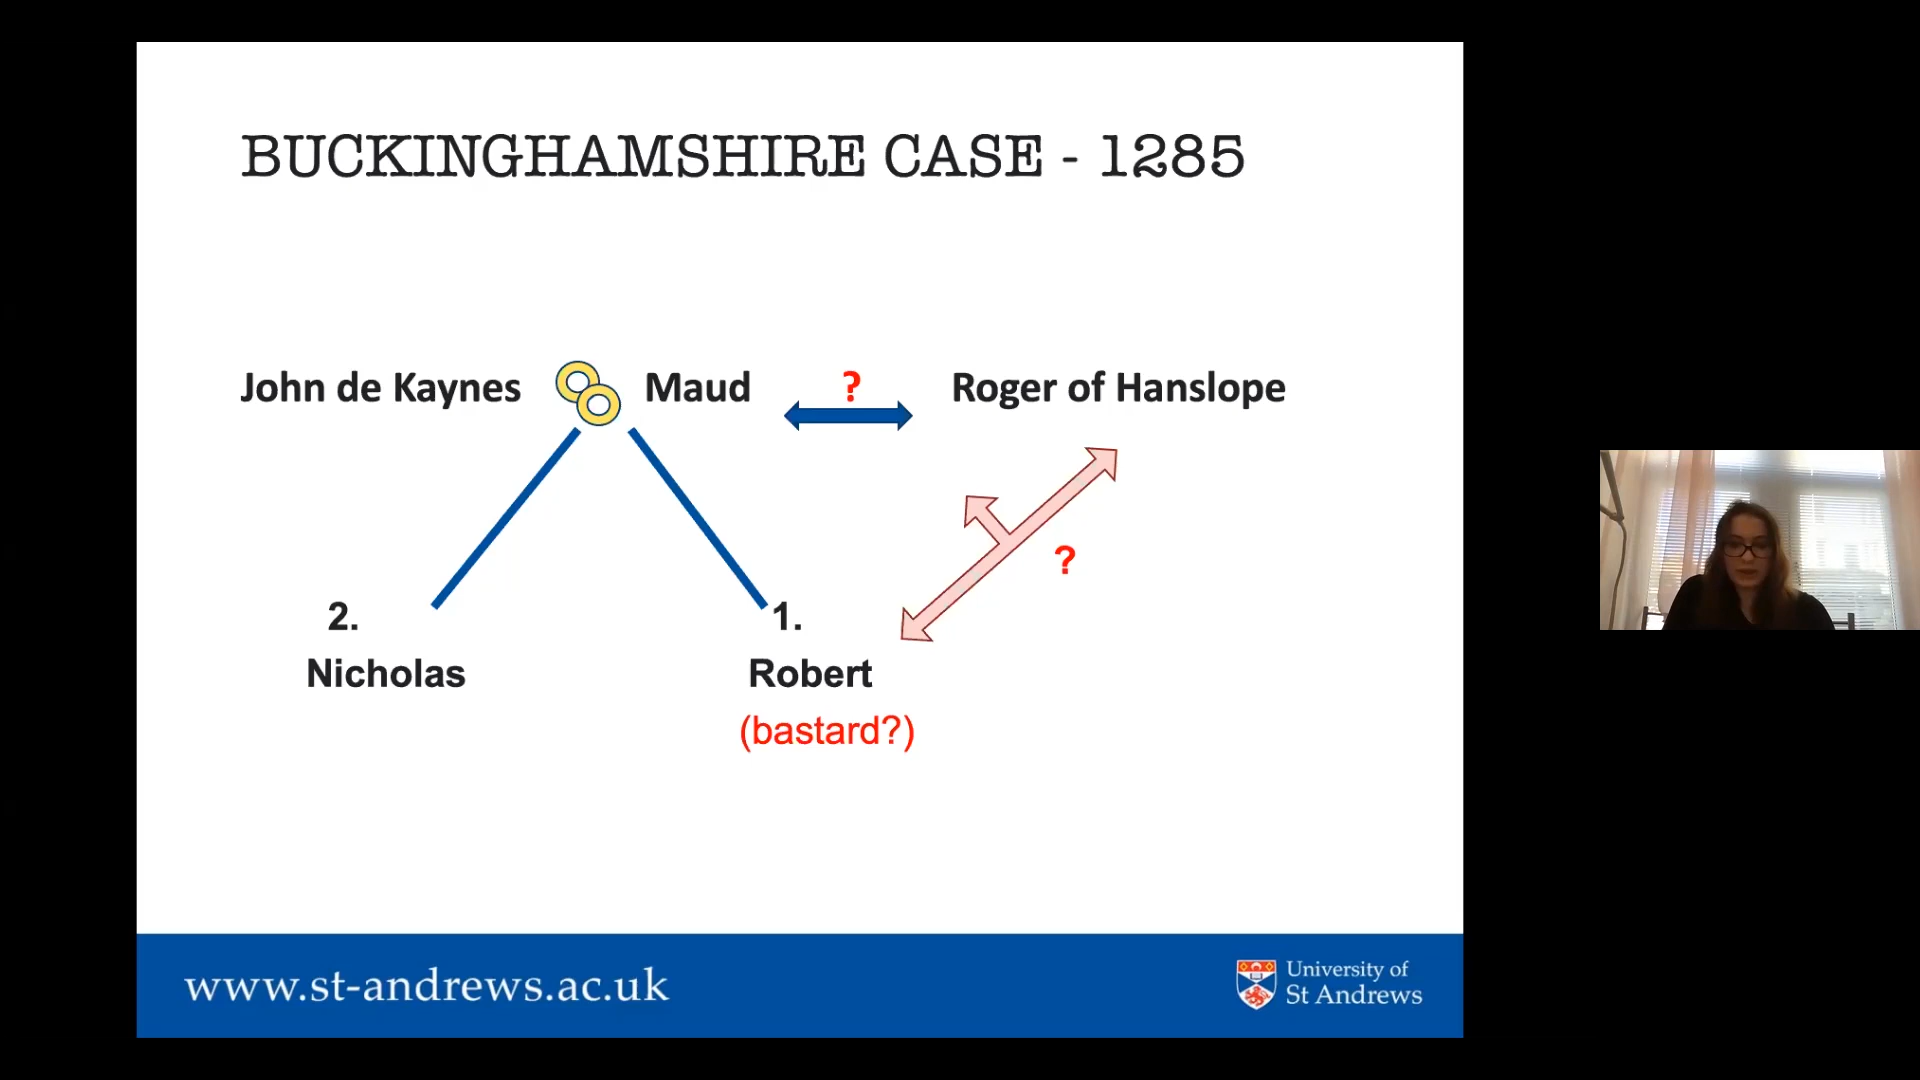 BUCKINGHAMSHIRE CASE - 1285
John de Kaynes Maud ? Roger of Hanslope
?
2. 1.
Nicholas Robert
(bastard?)
www.st-andrews.ac.uk
University of
St Andrews